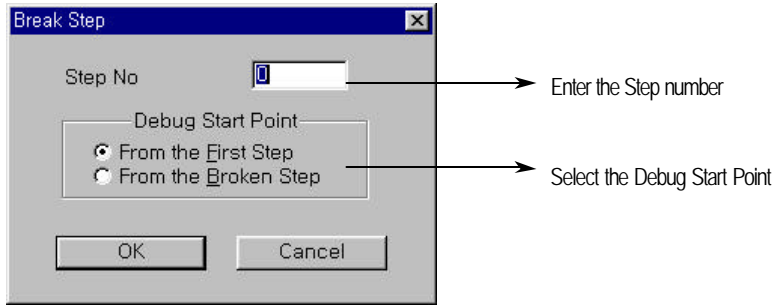 Break Step
Step No 0
Enter the Step number
Debug Start Point
From the First Step
From the Broken Step
Select the Debug Start Point
OK Cancel